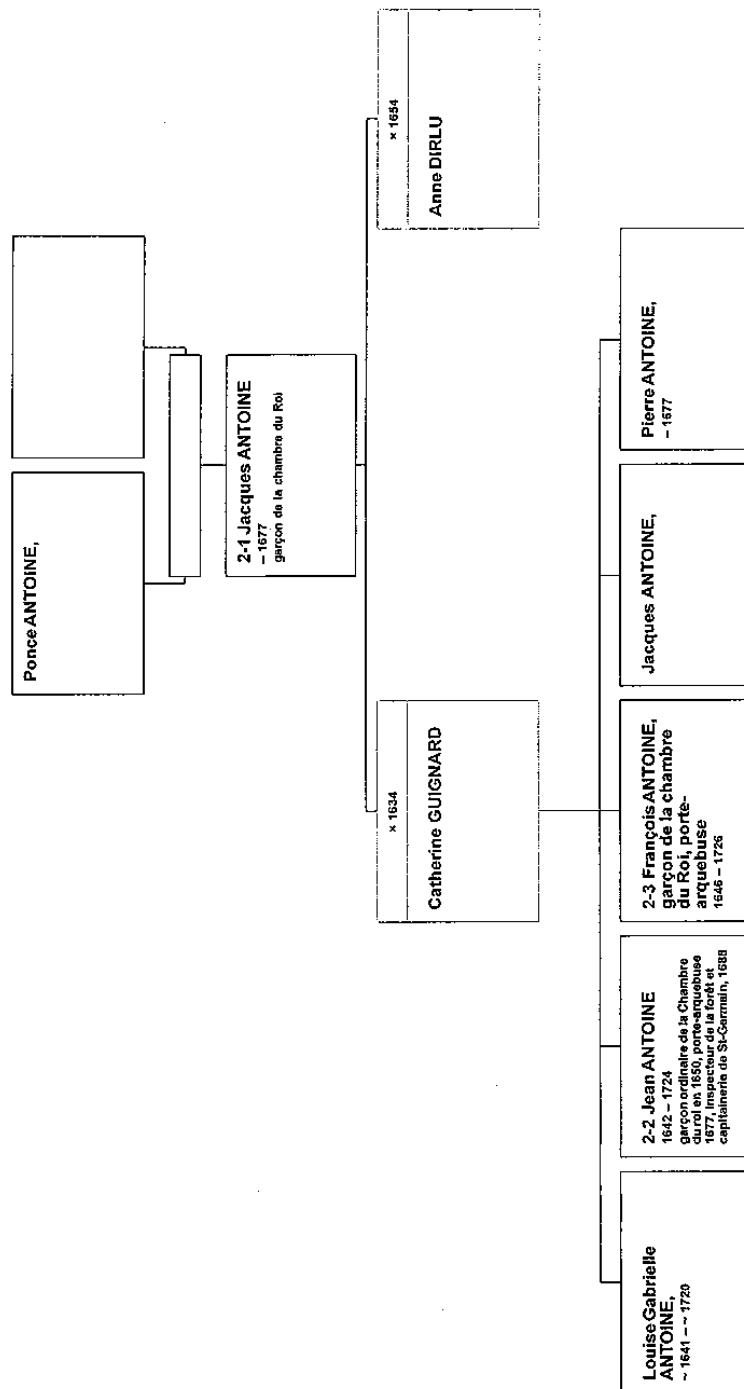 Ponce ANTOINE,
2-1 Jacques ANTOINE
– 1677
garçon de la chambre du Roi
× 1634
Catherine GUIGNARD
× 1654
Anne DIRLU
Louise Gabrielle
ANTOINE,
~ 1641 – ~ 1720
2-2 Jean ANTOINE
1642 – 1724
garçon ordinaire de la Chambre
du roi en 1650, porte-arquebuse
1677, Inspecteur de la forêt et
capitainerie de St-Germain, 1688
2-3 François ANTOINE,
garçon de la chambre
du Roi, porte-
arquebuse
1646 – 1726
Jacques ANTOINE,
Pierre ANTOINE,
– 1677